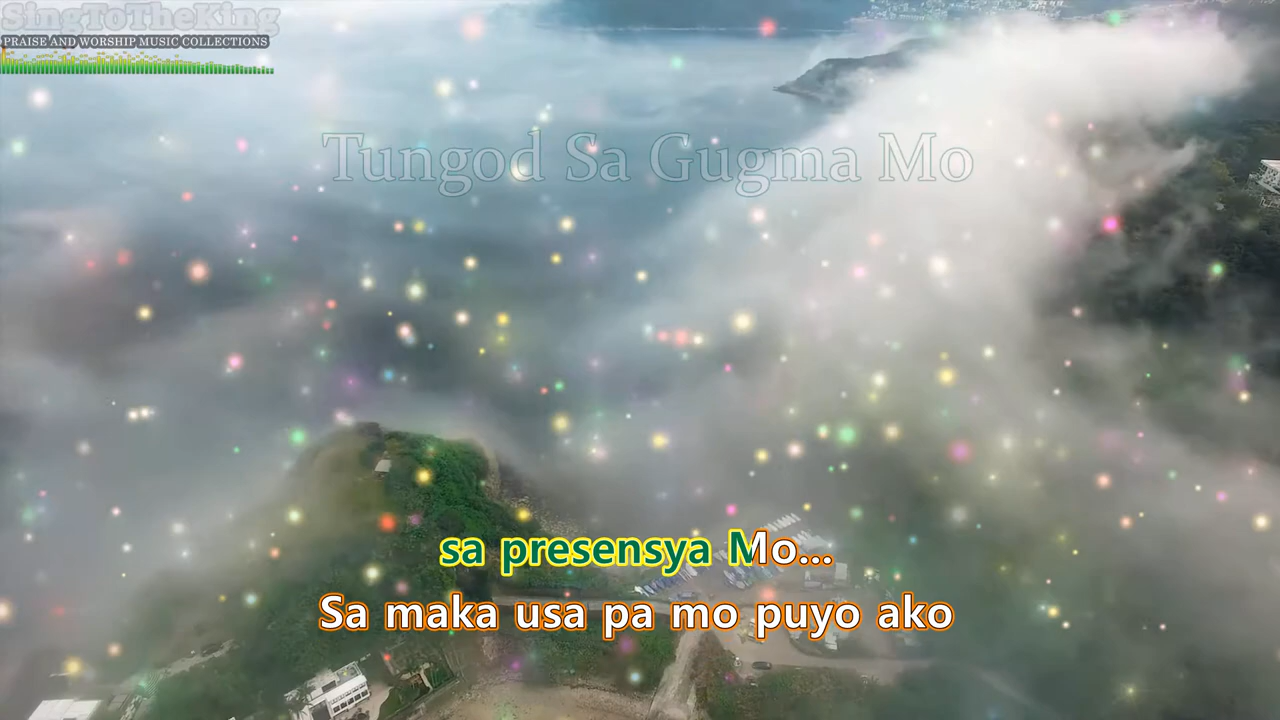 SingToTheKing
PRAISE AND WORSHIP MUSIC COLLECTIONS
Tungod Sa Gugma Mo
sa presensya Mo...
Sa maka usa pa mo puyo ako